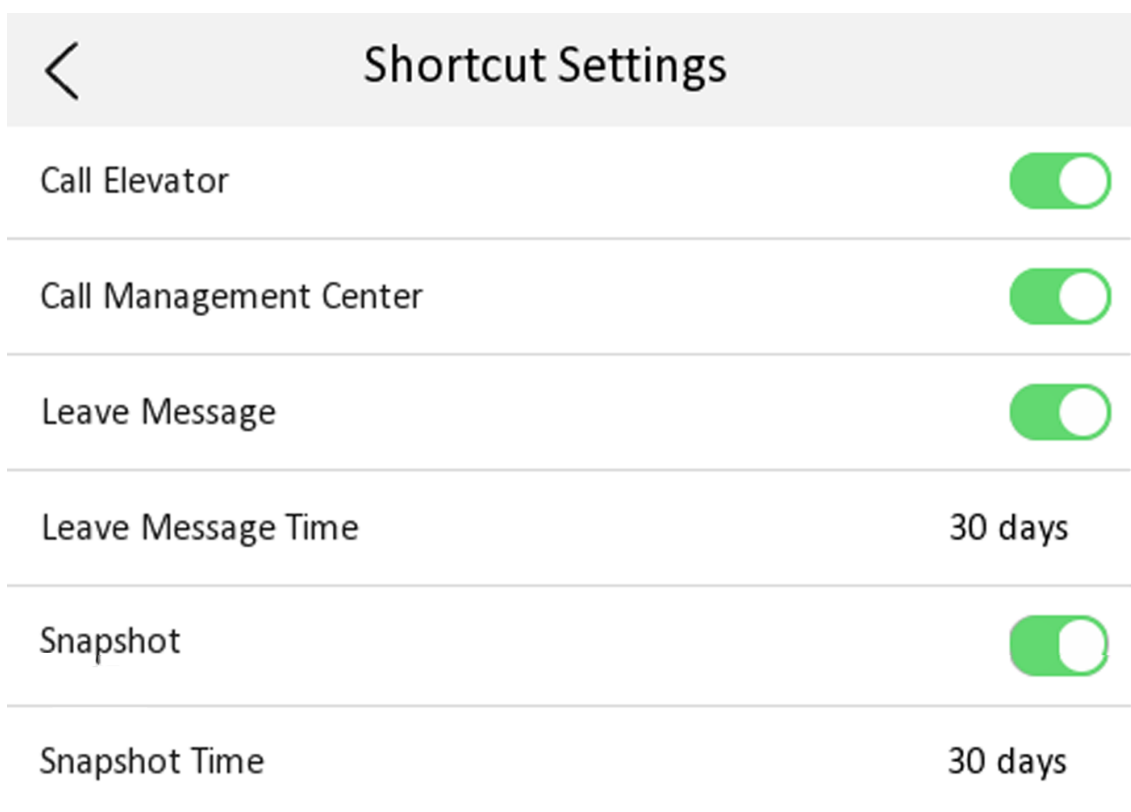 Shortcut Settings
Call Elevator
Call Management Center
Leave Message
Leave Message Time 30 days
Snapshot
Snapshot Time 30 days